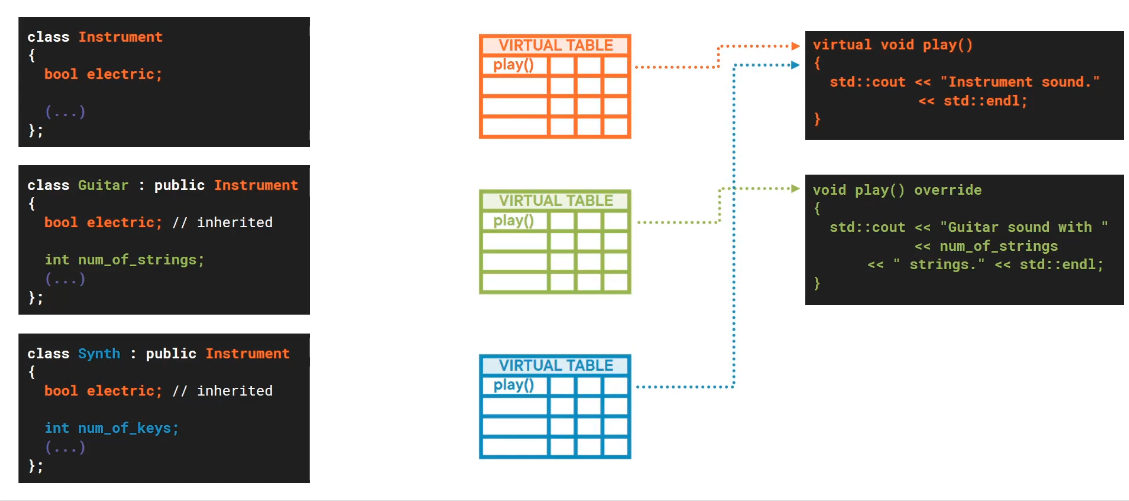 class Instrument
{
bool electric;
(...)
};
class Guitar : public Instrument
{
bool electric; // inherited
int num_of_strings;
(...)
};
class Synth : public Instrument
{
bool electric; // inherited
int num_of_keys;
(...)
};
VIRTUAL TABLE
play()
VIRTUAL TABLE
play()
VIRTUAL TABLE
play()
virtual void play()
{
std::cout << "Instrument sound."
<< std::endl;
}
void play() override
{
std::cout << "Guitar sound with "
<< num_of_strings
<< " strings." << std::endl;
}